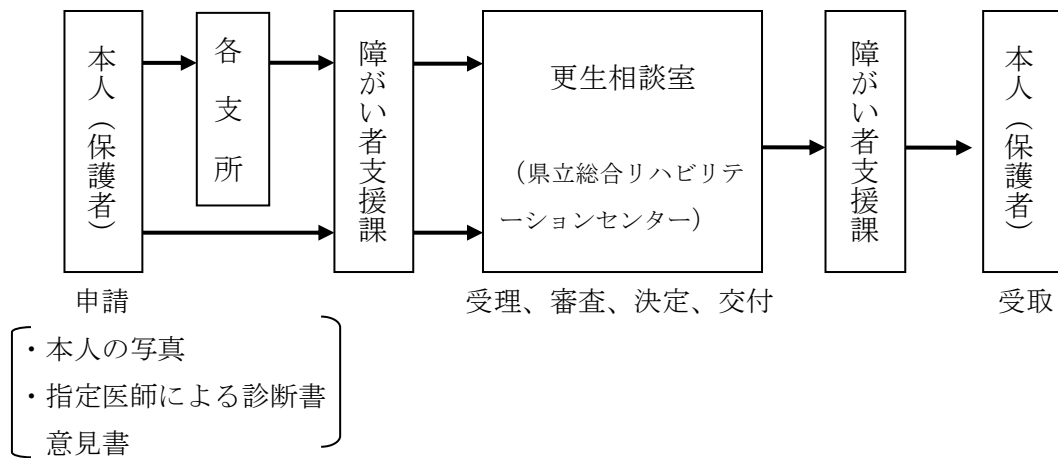 本人（保護者）
各支所
障がい者支援課
更生相談室
（県立総合リハビリテ
ーションセンター）
障がい者支援課
本人（保護者）
申請
受理、審査、決定、交付
受取
・本人の写真
・指定医師による診断書
意見書